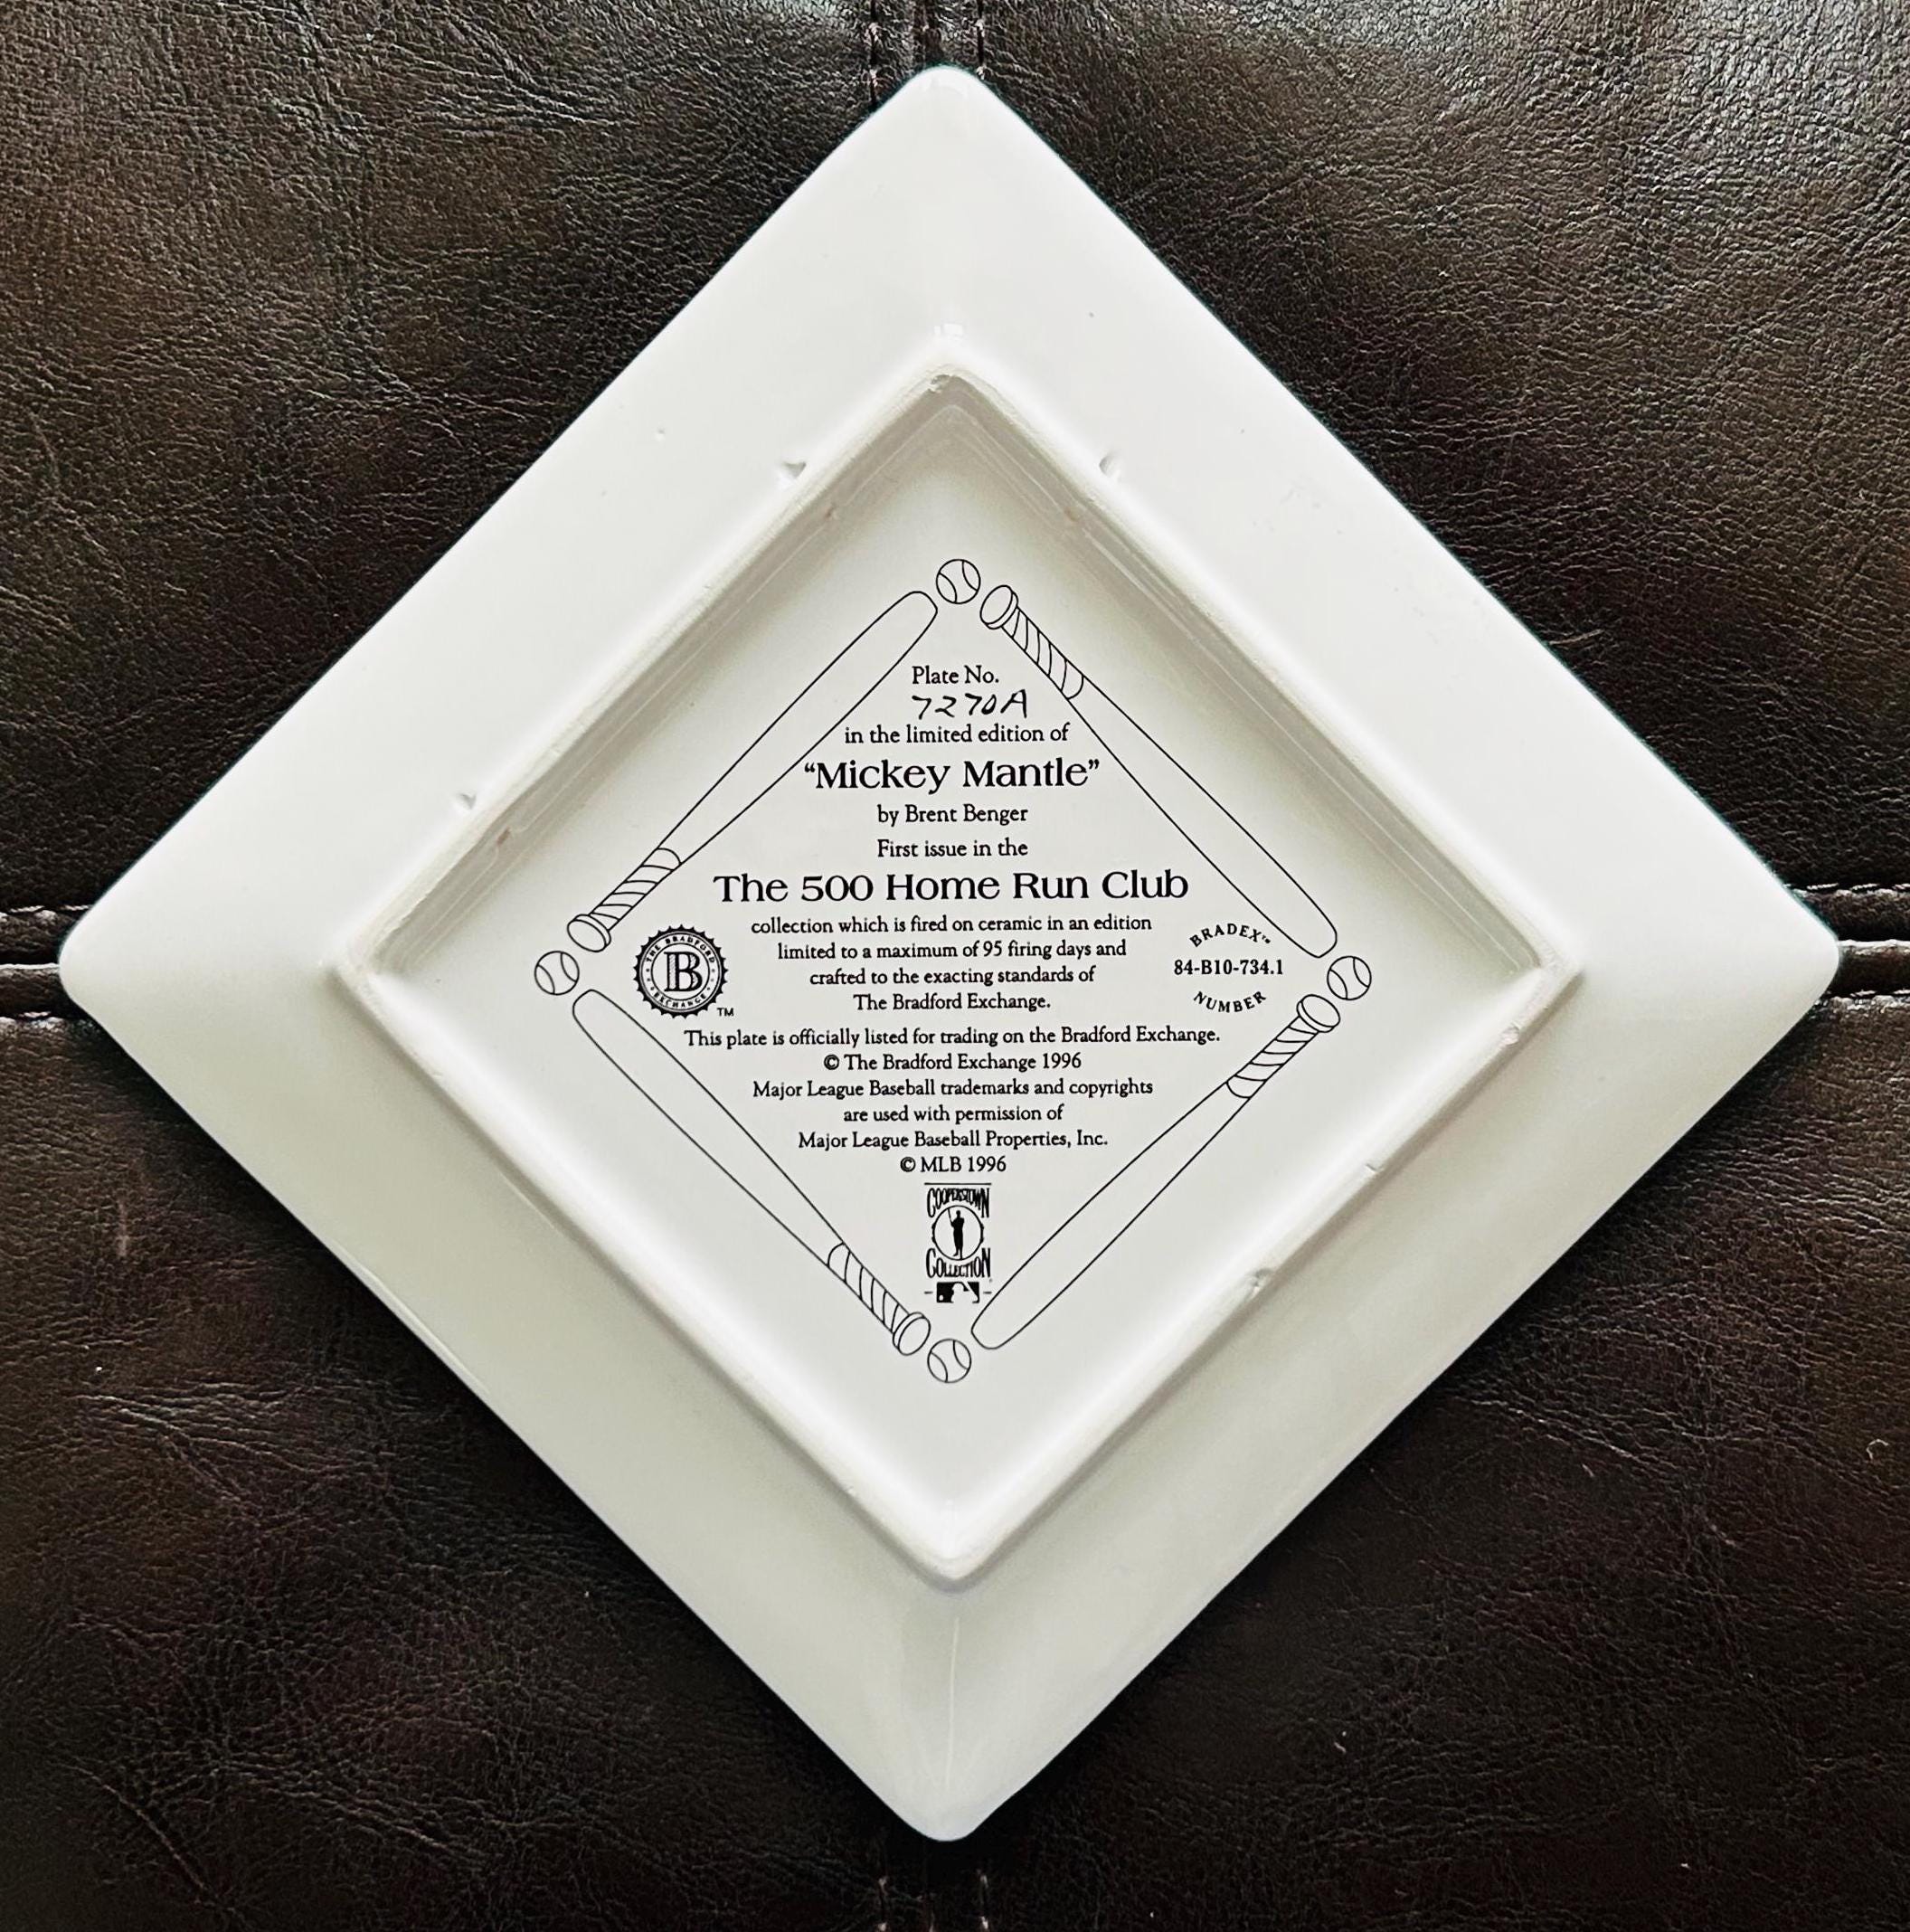 Plate No.
7270A
in the limited edition of
“Mickey Mantle”
by Brent Benger
First issue in the
The 500 Home Run Club
collection which is fired on ceramic in an edition
limited to a maximum of 95 firing days and
crafted to the exacting standards of
The Bradford Exchange.
THE BRADFORD
B
EXCHANGE
TM
BRADEX™
84-B10-734.1
NUMBER
This plate is officially listed for trading on the Bradford Exchange.
© The Bradford Exchange 1996
Major League Baseball trademarks and copyrights
are used with permission of
Major League Baseball Properties, Inc.
© MLB 1996
COOPERSTOWN
COLLECTION